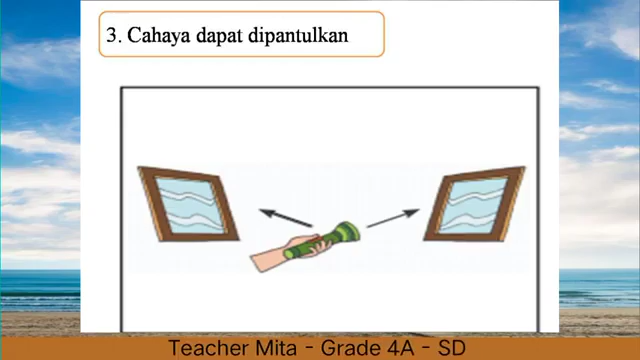 3. Cahaya dapat dipantulkan
Teacher Mita - Grade 4A - SD